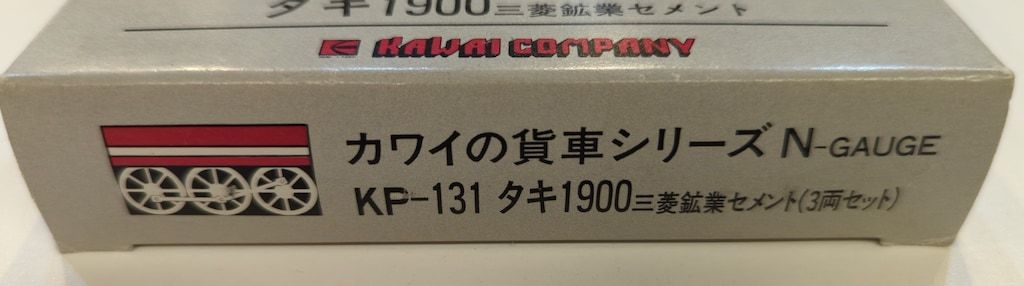 タキ1900三菱鉱業セメント
KAWAI COMPANY
カワイの貨車シリーズ N-GAUGE
KP-131 タキ1900三菱鉱業セメント(3両セット)